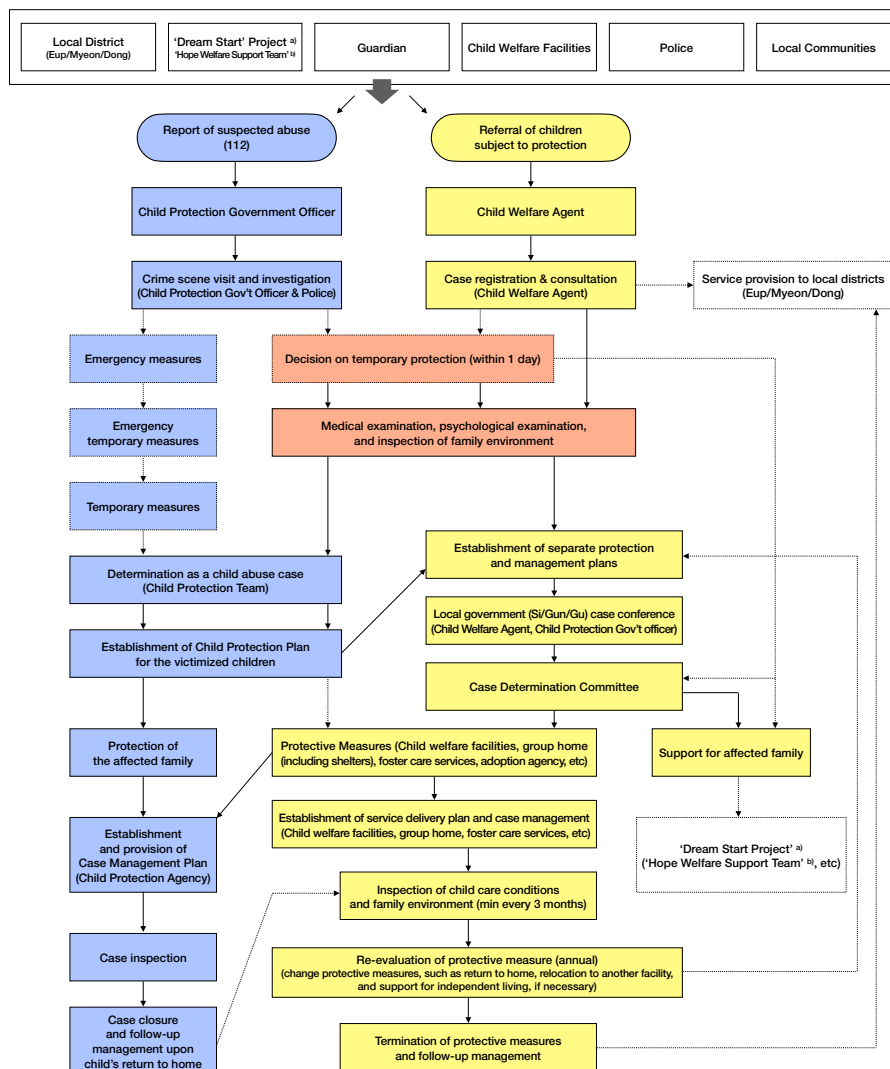 Local District
(Eup/Myeon/Dong)
‘Dream Start’ Project a)
‘Hope Welfare Support Team’ b)
Guardian
Child Welfare Facilities
Police
Local Communities
Report of suspected abuse
(112)
Referral of children
subject to protection
Child Protection Government Officer
Child Welfare Agent
Crime scene visit and investigation
(Child Protection Gov’t Officer & Police)
Case registration & consultation
(Child Welfare Agent)
Service provision to local districts
(Eup/Myeon/Dong)
Emergency measures
Decision on temporary protection (within 1 day)
Emergency
temporary measures
Medical examination, psychological examination,
and inspection of family environment
Temporary measures
Establishment of separate protection
and management plans
Determination as a child abuse case
(Child Protection Team)
Local government (Si/Gun/Gu) case conference
(Child Welfare Agent, Child Protection Gov’t officer)
Establishment of Child Protection Plan
for the victimized children
Case Determination Committee
Protection of
the affected family
Protective Measures (Child welfare facilities, group home
(including shelters), foster care services, adoption agency, etc)
Support for affected family
Establishment of service delivery plan and case management
(Child welfare facilities, group home, foster care services, etc)
Establishment
and provision of
Case Management Plan
(Child Protection Agency)
‘Dream Start Project’ a)
(‘Hope Welfare Support Team’ b), etc)
Inspection of child care conditions
and family environment (min every 3 months)
Case inspection
Re-evaluation of protective measure (annual)
(change protective measures, such as return to home, relocation to another facility,
and support for independent living, if necessary)
Case closure
and follow-up
management upon
child’s return to home
Termination of protective measures
and follow-up management